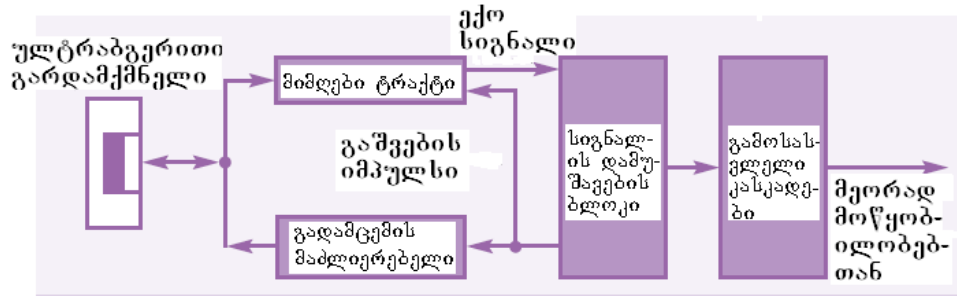 ულტრაბგერითი
გარდამქმნელი
ექო
სიგნალი
მიმღები ტრაქტი
გაშვების
იმპულსი
გადამცემის
მაძლიერებელი
სიგნალ-
ის დამუ-
შავების
ბლოკი
გამოსას-
ვლელი
კასკადე-
ბი
მეორად
მოწყობ-
ილობებ-
თან